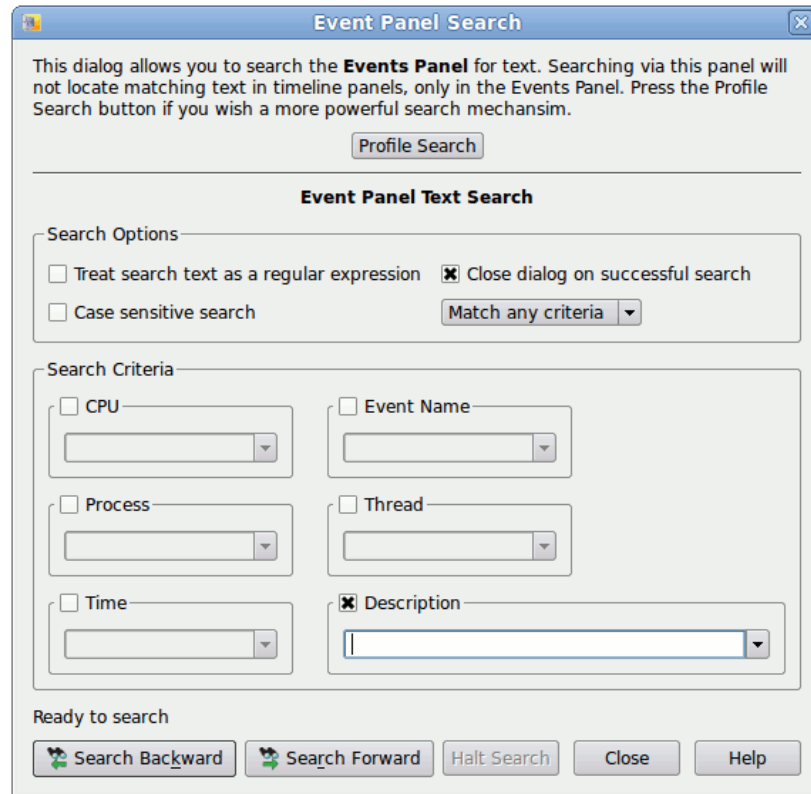 Event Panel Search
This dialog allows you to search the Events Panel for text. Searching via this panel will
not locate matching text in timeline panels, only in the Events Panel. Press the Profile
Search button if you wish a more powerful search mechansim.
Profile Search
Event Panel Text Search
Search Options
Treat search text as a regular expression Close dialog on successful search
Case sensitive search Match any criteria
Search Criteria
CPU Event Name
Process Thread
Time Description
Ready to search
Search Backward Search Forward Halt Search Close Help